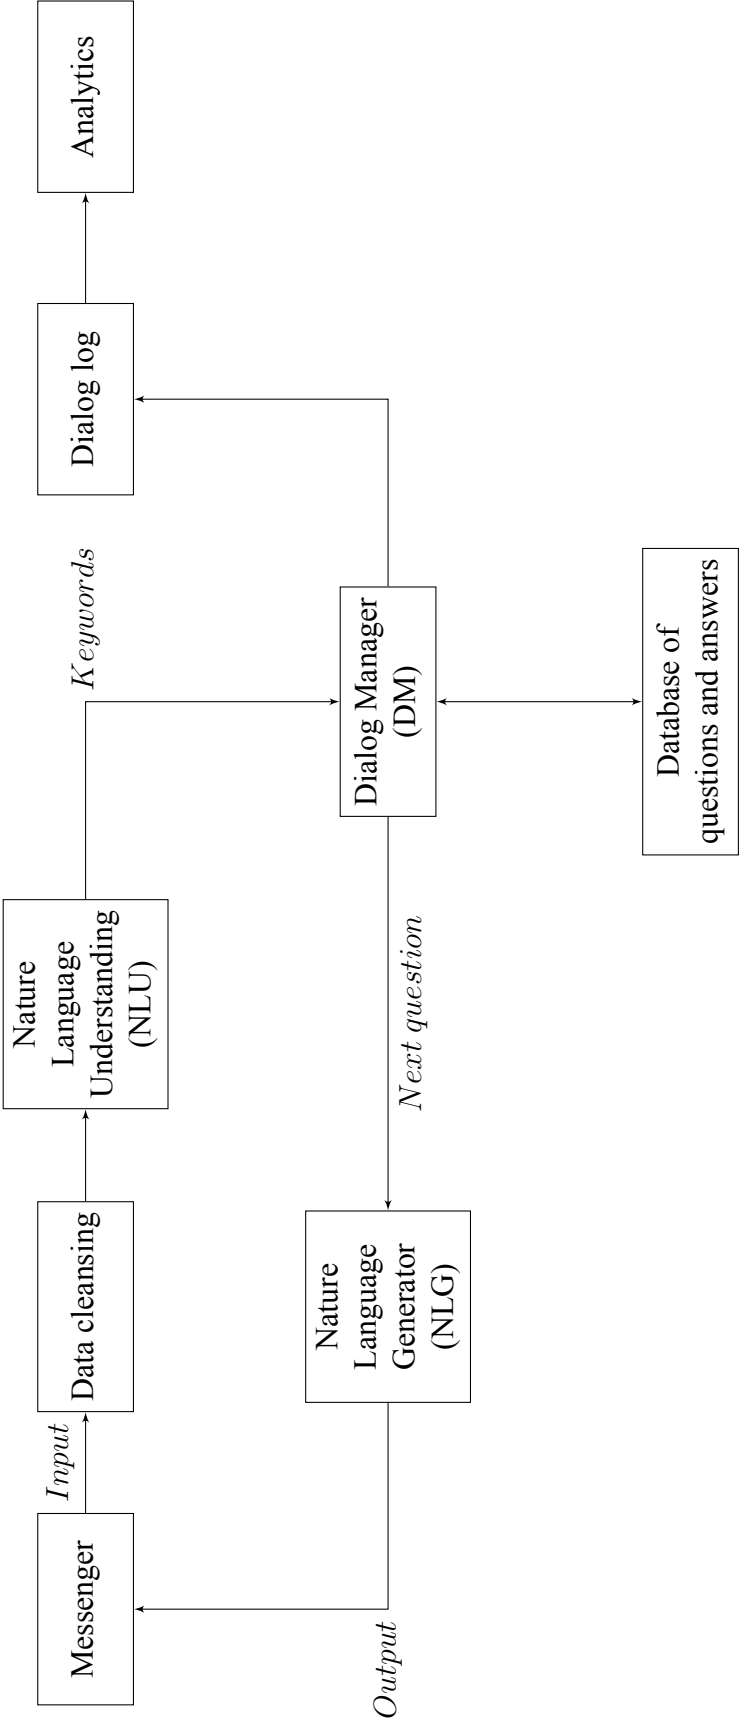 Messenger
Input
Data cleansing
Nature
Language
Understanding
(NLU)
Keywords
Dialog log
Analytics
Output
Nature
Language
Generator
(NLG)
Next question
Dialog Manager
(DM)
Database of
questions and answers